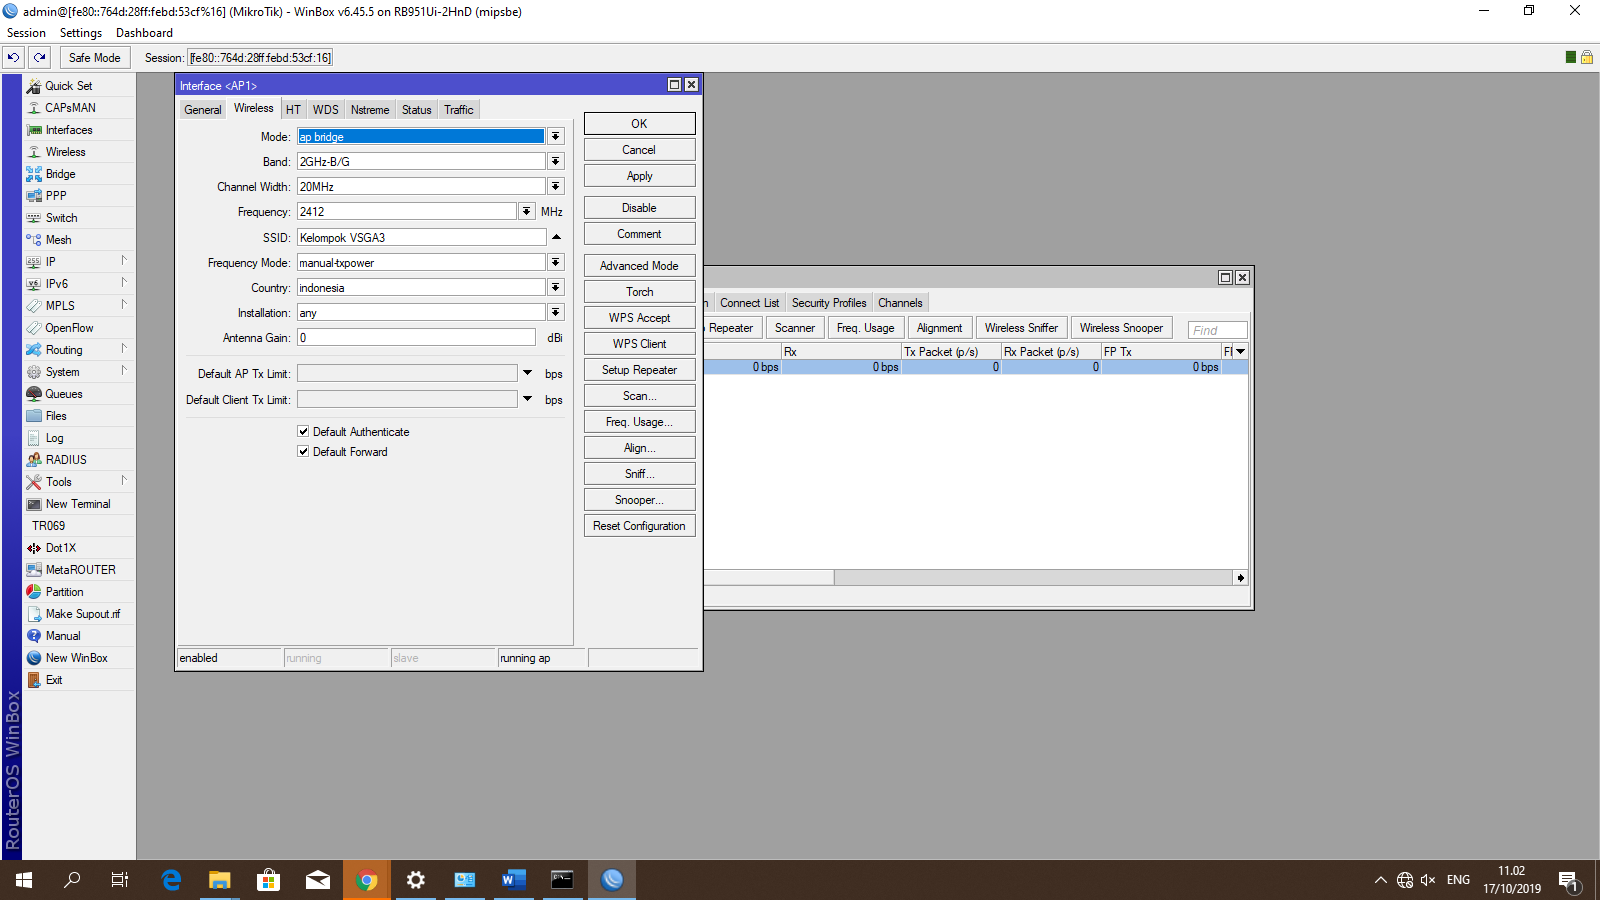 admin@[fe80::764d:28ff:febd:53cf%16] (MikroTik) - WinBox v6.45.5 on RB951Ui-2HnD (mipsbe)
Session Settings Dashboard
Safe Mode Session: [fe80::764d:28ff:febd:53cf:16]
Quick Set
CAPsMAN
Interfaces
Wireless
Bridge
PPP
Switch
Mesh
IP
IPv6
MPLS
OpenFlow
Routing
System
Queues
Files
Log
RADIUS
Tools
New Terminal
TR069
Dot1X
MetaROUTER
Partition
Make Supout.rif
Manual
New WinBox
Exit
RouterOS WinBox
Interface <AP1>
General Wireless HT WDS Nstreme Status Traffic
Mode: ap bridge
Band: 2GHz-B/G
Channel Width: 20MHz
Frequency: 2412 MHz
SSID: Kelompok VSGA3
Frequency Mode: manual-txpower
Country: indonesia
Installation: any
Antenna Gain: 0 dBi
Default AP Tx Limit: bps
Default Client Tx Limit: bps
Default Authenticate
Default Forward
OK
Cancel
Apply
Disable
Comment
Advanced Mode
Torch
WPS Accept
WPS Client
Setup Repeater
Scan...
Freq. Usage...
Align...
Sniff...
Snooper...
Reset Configuration
enabled running slave running ap
Connect List Security Profiles Channels
Repeater Scanner Freq. Usage Alignment Wireless Sniffer Wireless Snooper Find
Rx Tx Packet (p/s) Rx Packet (p/s) FP Tx
0 bps 0 bps 0 0 0 bps
ENG
11.02
17/10/2019
1